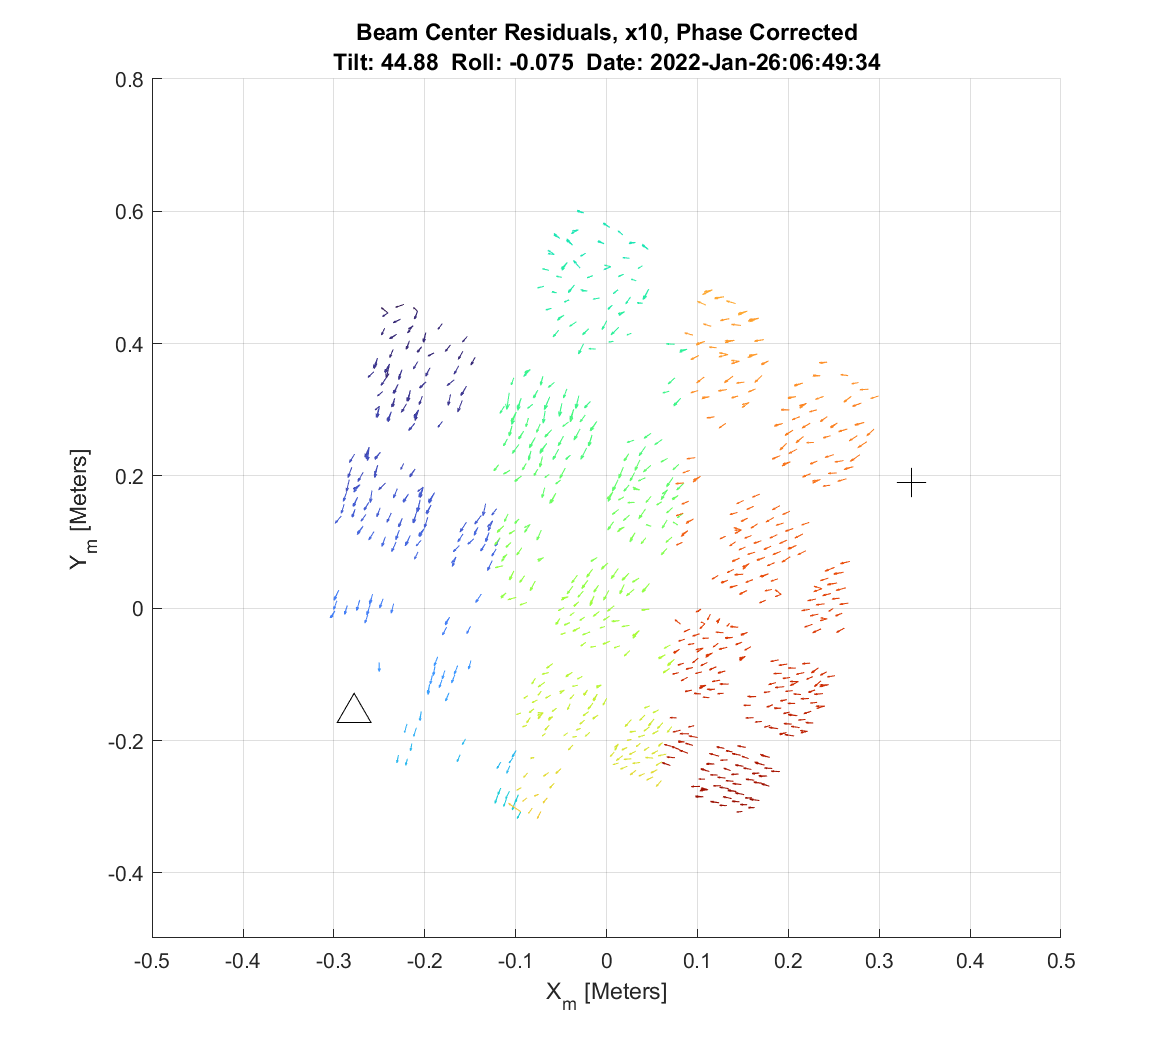 Beam Center Residuals, x10, Phase Corrected
Tilt: 44.88 Roll: -0.075 Date: 2022-Jan-26:06:49:34
0.8
0.6
0.4
0.2
0
-0.2
-0.4
Y_m [Meters]
-0.5 -0.4 -0.3 -0.2 -0.1 0 0.1 0.2 0.3 0.4 0.5
X_m [Meters]